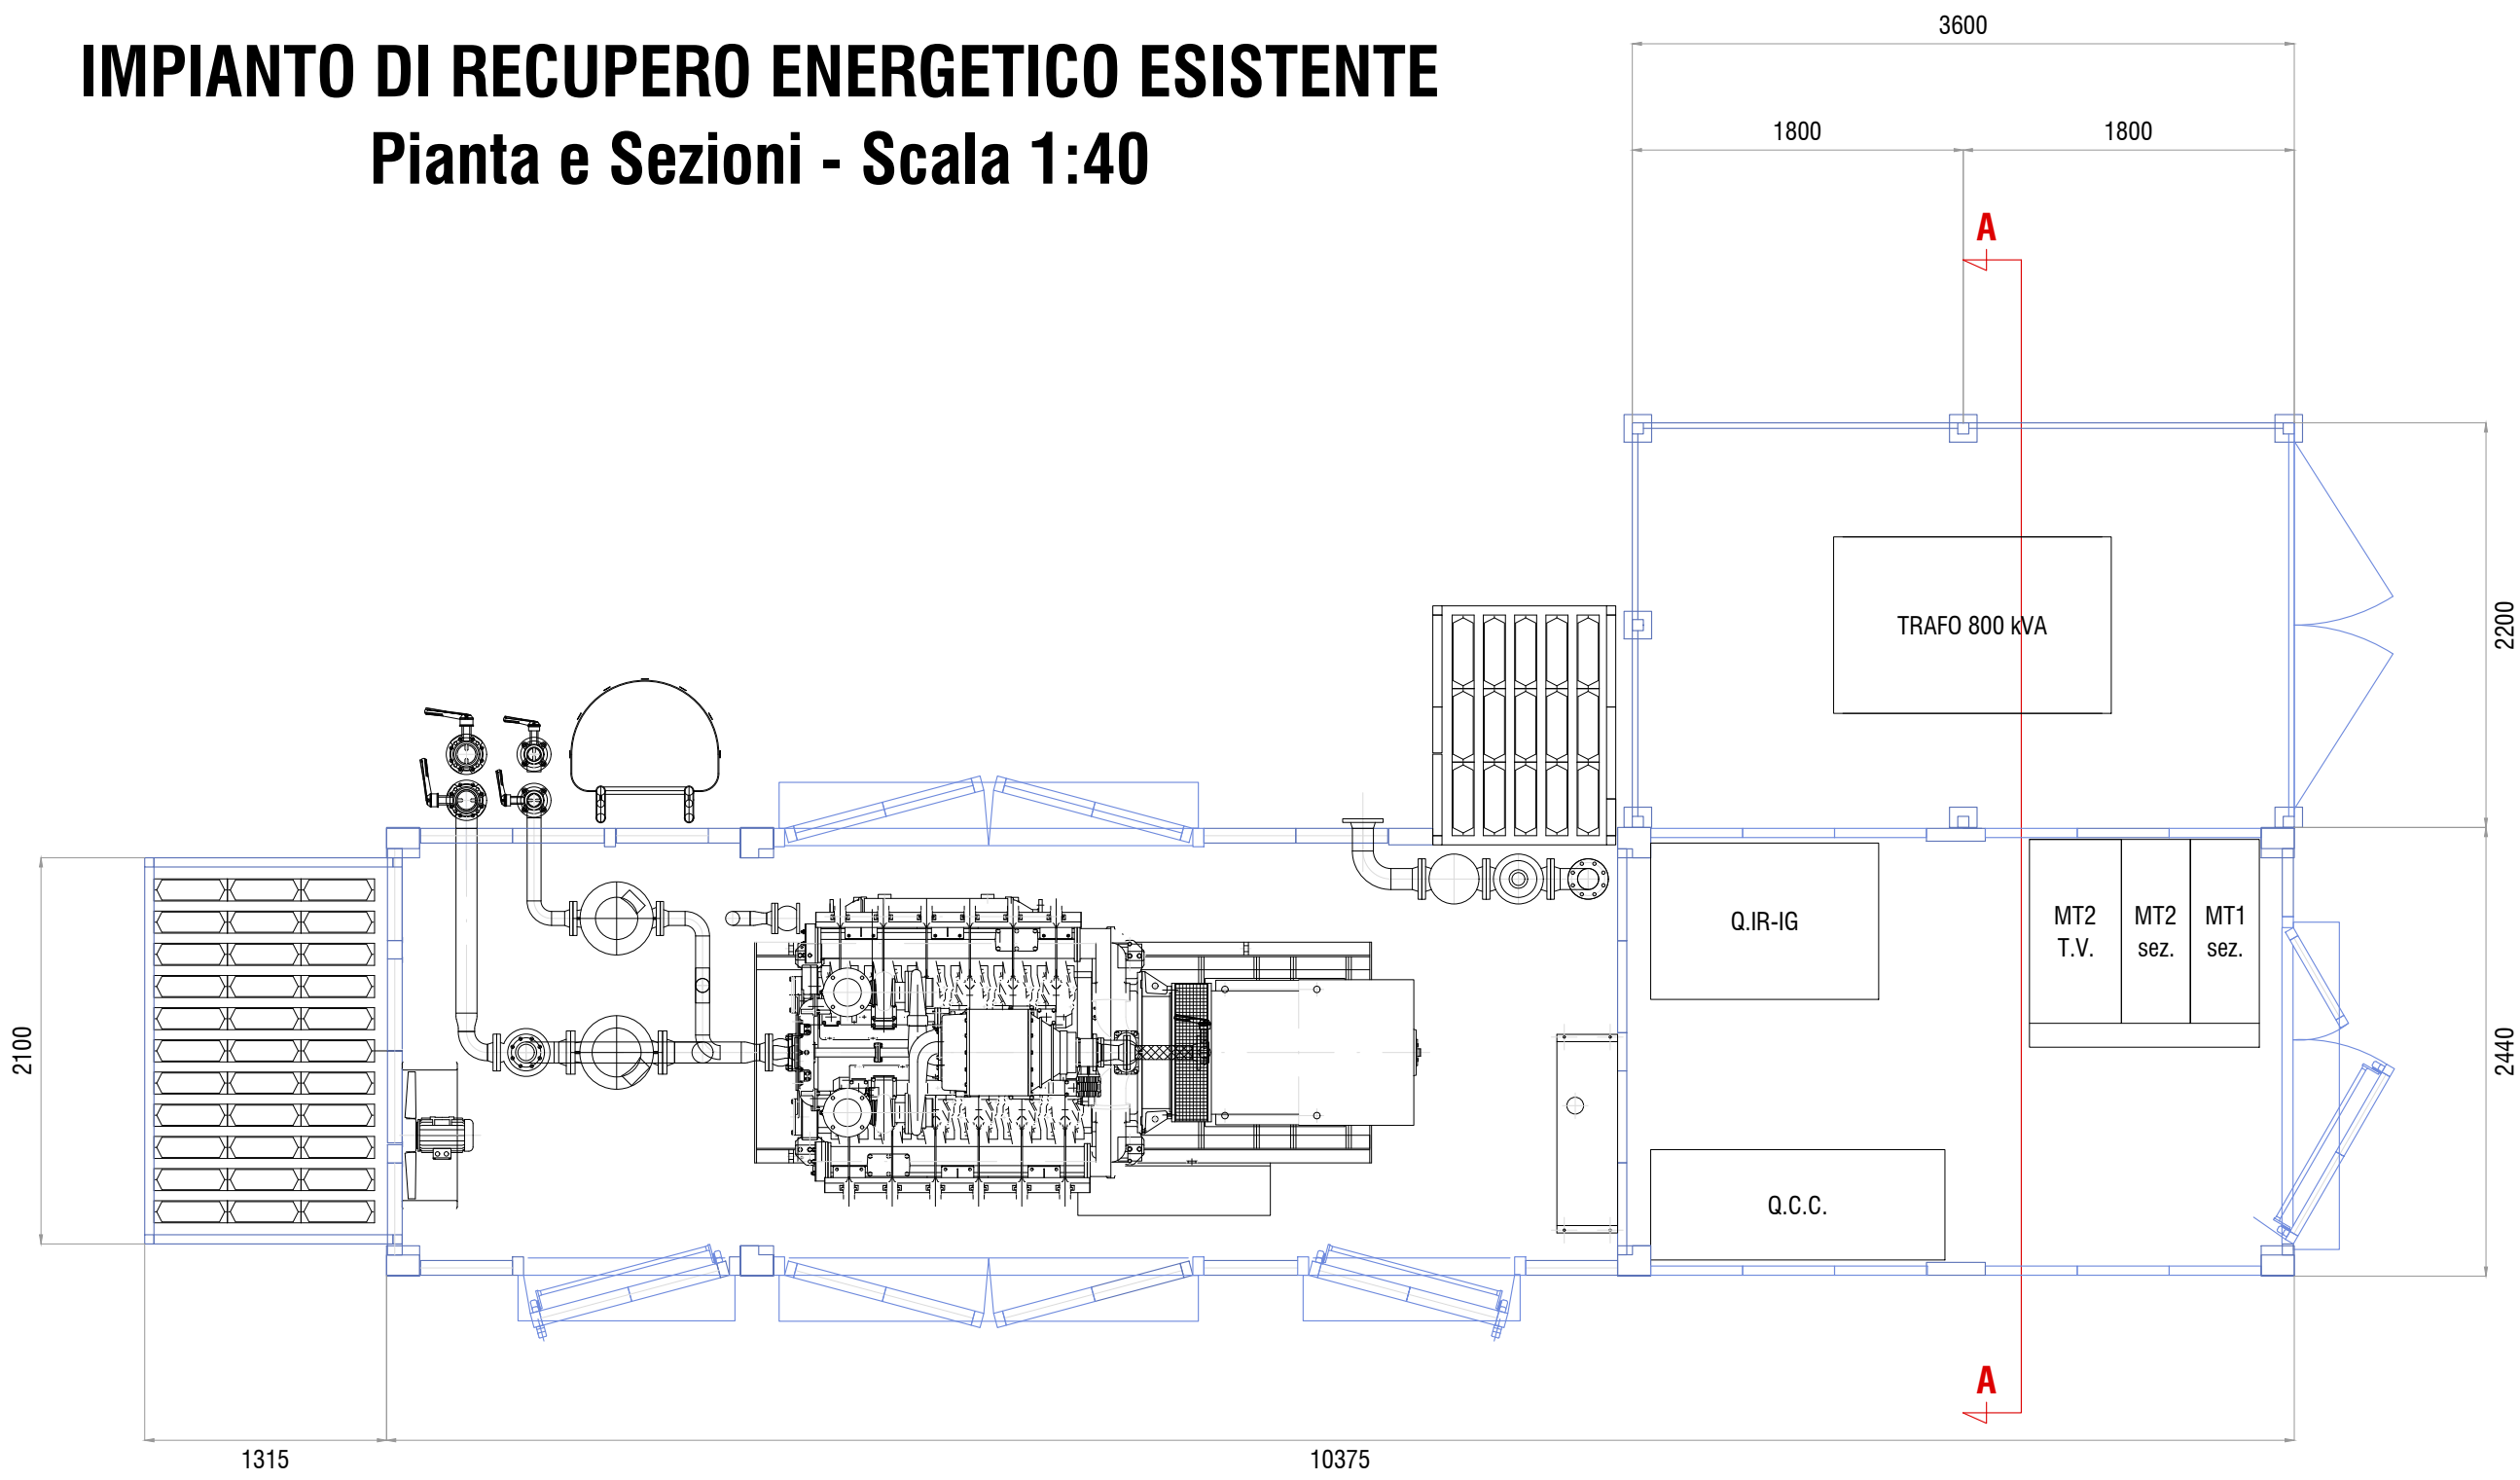 IMPIANTO DI RECUPERO ENERGETICO ESISTENTE
Pianta e Sezioni - Scala 1:40
3600
1800
1800
A
TRAFO 800 kVA
2200
Q.IR-IG
MT2
T.V.
MT2
sez.
MT1
sez.
2100
2440
Q.C.C.
A
1315
10375